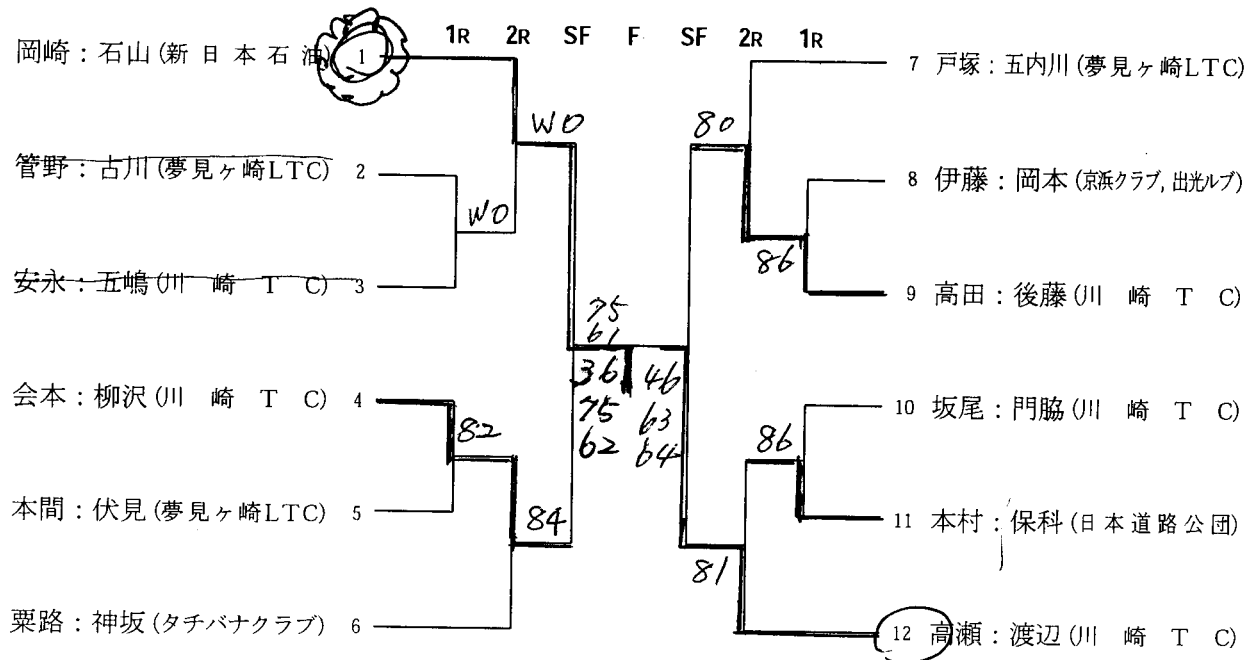 1R 2R SF F SF 2R 1R
岡崎：石山(新日本石油) 1
管野：古川(夢見ヶ崎LTC) 2
安永：五嶋(川崎TC) 3
会本：柳沢(川崎TC) 4
本間：伏見(夢見ヶ崎LTC) 5
粟路：神坂(タチバナクラブ) 6
WO
WO
82
84
75
61
36
75
62
46
63
64
80
86
86
81
7 戸塚：五内川(夢見ヶ崎LTC)
8 伊藤：岡本(京浜クラブ,出光ルブ)
9 高田：後藤(川崎TC)
10 坂尾：門脇(川崎TC)
11 本村：保科(日本道路公団)
12 高瀬：渡辺(川崎TC)